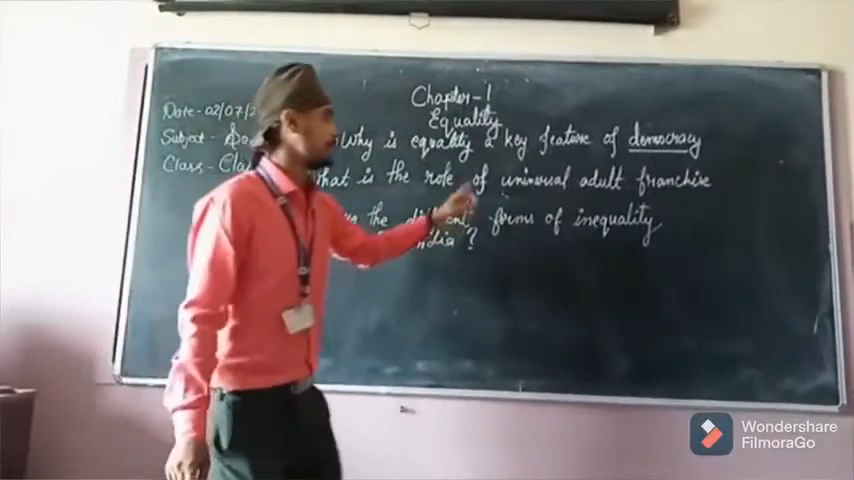 Chapter-1
Equality
Date- 02/07/2
Subject-
Class-
Why is equality a key feature of democracy
What is the role of universal adult franchise
the different forms of inequality
India ?
Wondershare
FilmoraGo